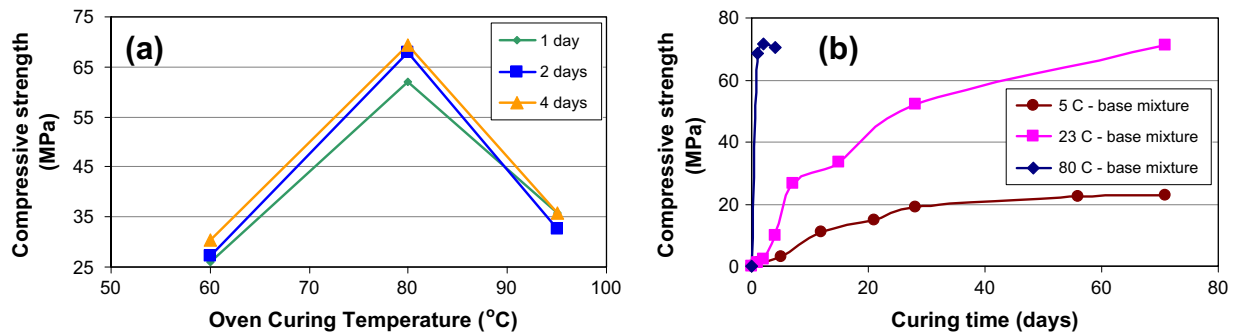 (a)
Compressive strength
(MPa)
75
65
55
45
35
25
50
60
70
80
90
100
Oven Curing Temperature (°C)
1 day
2 days
4 days
(b)
Compressive strength
(MPa)
80
60
40
20
0
0
20
40
60
80
Curing time (days)
5 C - base mixture
23 C - base mixture
80 C - base mixture